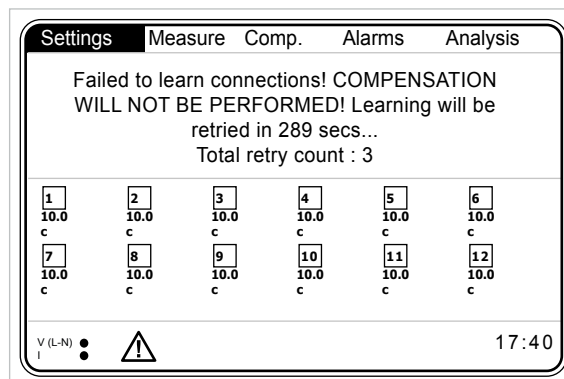 Settings Measure Comp. Alarms Analysis
Failed to learn connections! COMPENSATION
WILL NOT BE PERFORMED! Learning will be
retried in 289 secs...
Total retry count : 3
1 2 3 4 5 6
10.0 10.0 10.0 10.0 10.0 10.0
c c c c c c
7 8 9 10 11 12
10.0 10.0 10.0 10.0 10.0 10.0
c c c c c c
V (L-N)
I
17:40